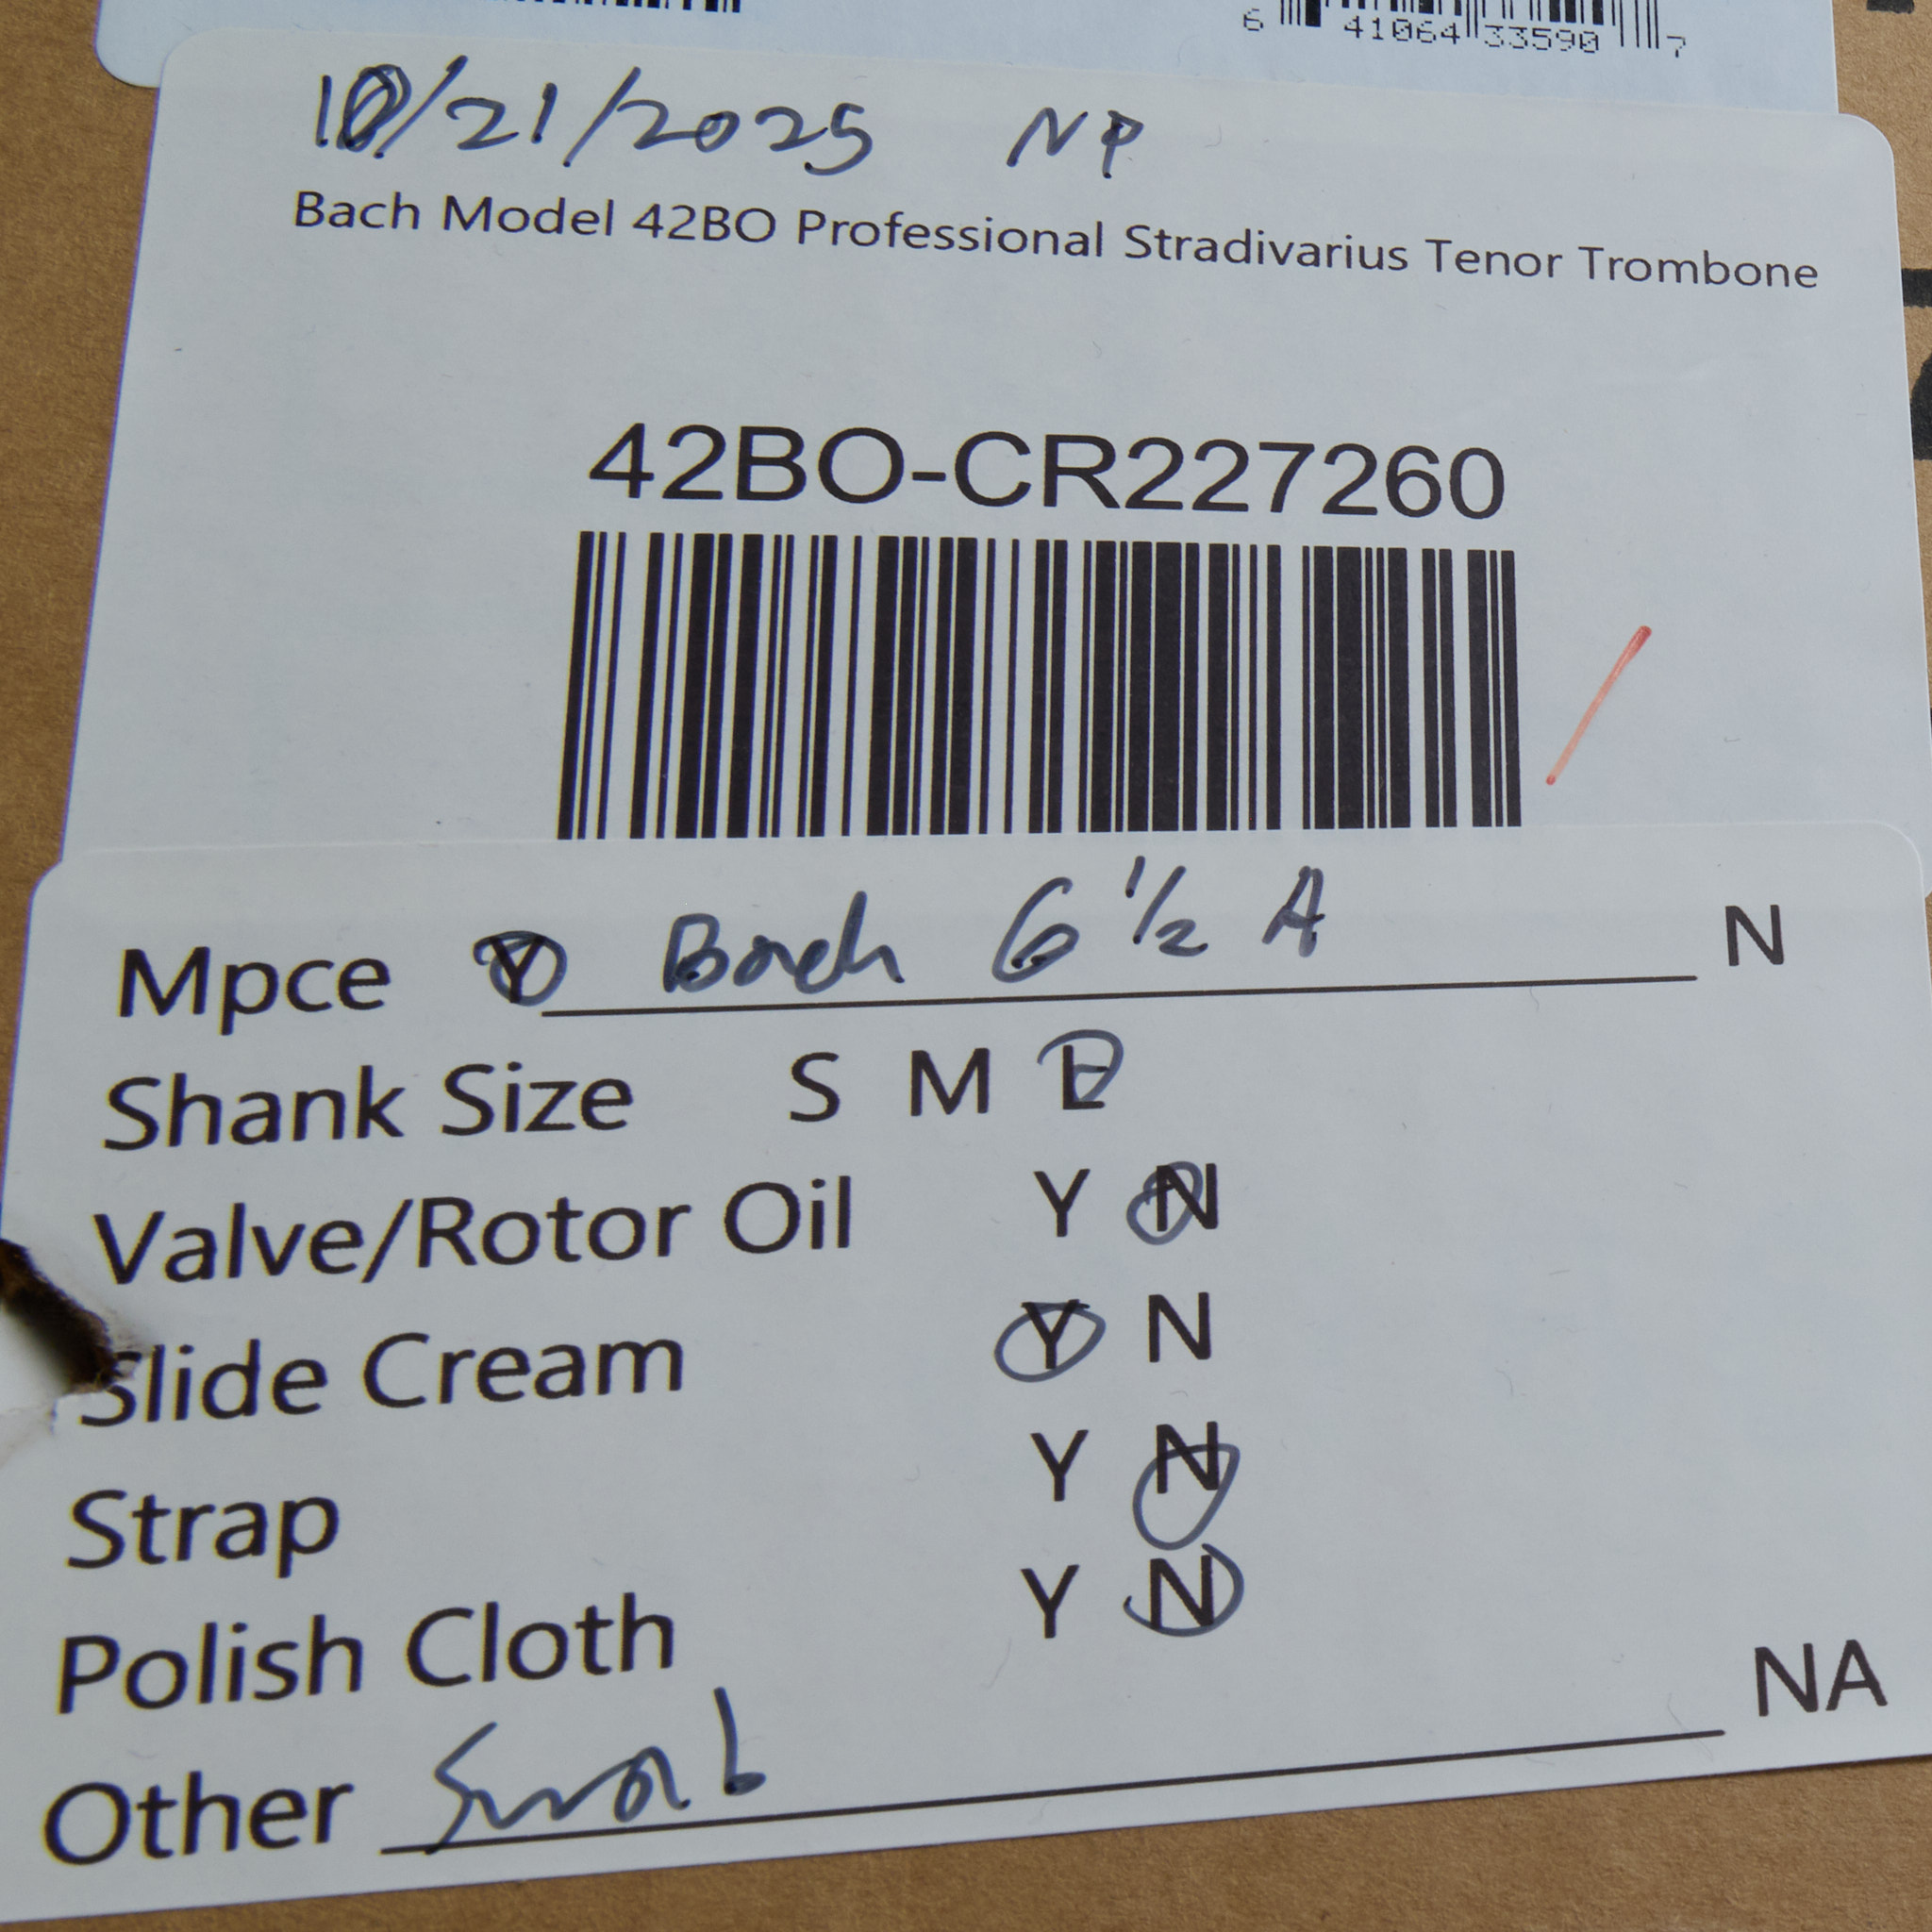 6 41064 33590 7
10/21/2025 NP
Bach Model 42BO Professional Stradivarius Tenor Trombone
42BO-CR227260
Mpce Y Bach 6 1/2 A N
Shank Size S M L
Valve/Rotor Oil Y N
Slide Cream Y N
Strap Y N
Polish Cloth Y N
Other Swab NA